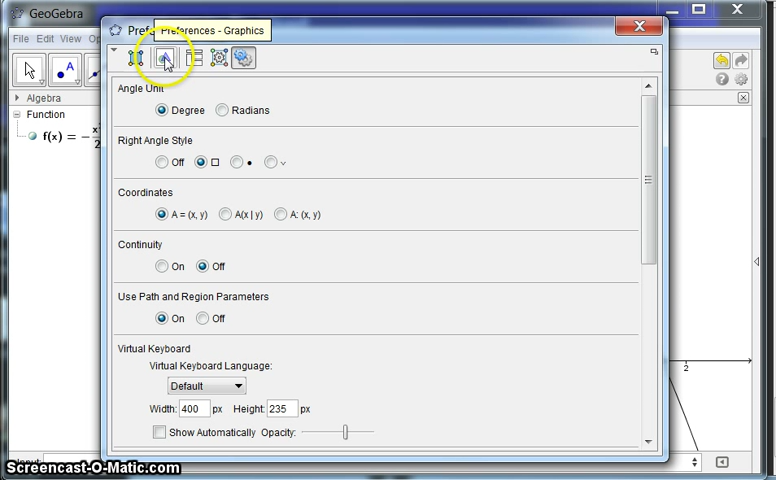 GeoGebra
Preferences - Graphics
File Edit View
Algebra
Function
f(x) = -
Angle Unit
Degree Radians
Right Angle Style
Off
Coordinates
A = (x, y) A(x | y) A: (x, y)
Continuity
On Off
Use Path and Region Parameters
On Off
Virtual Keyboard
Virtual Keyboard Language:
Default
Width: 400 px Height: 235 px
Show Automatically Opacity:
2
Screencast-O-Matic.com